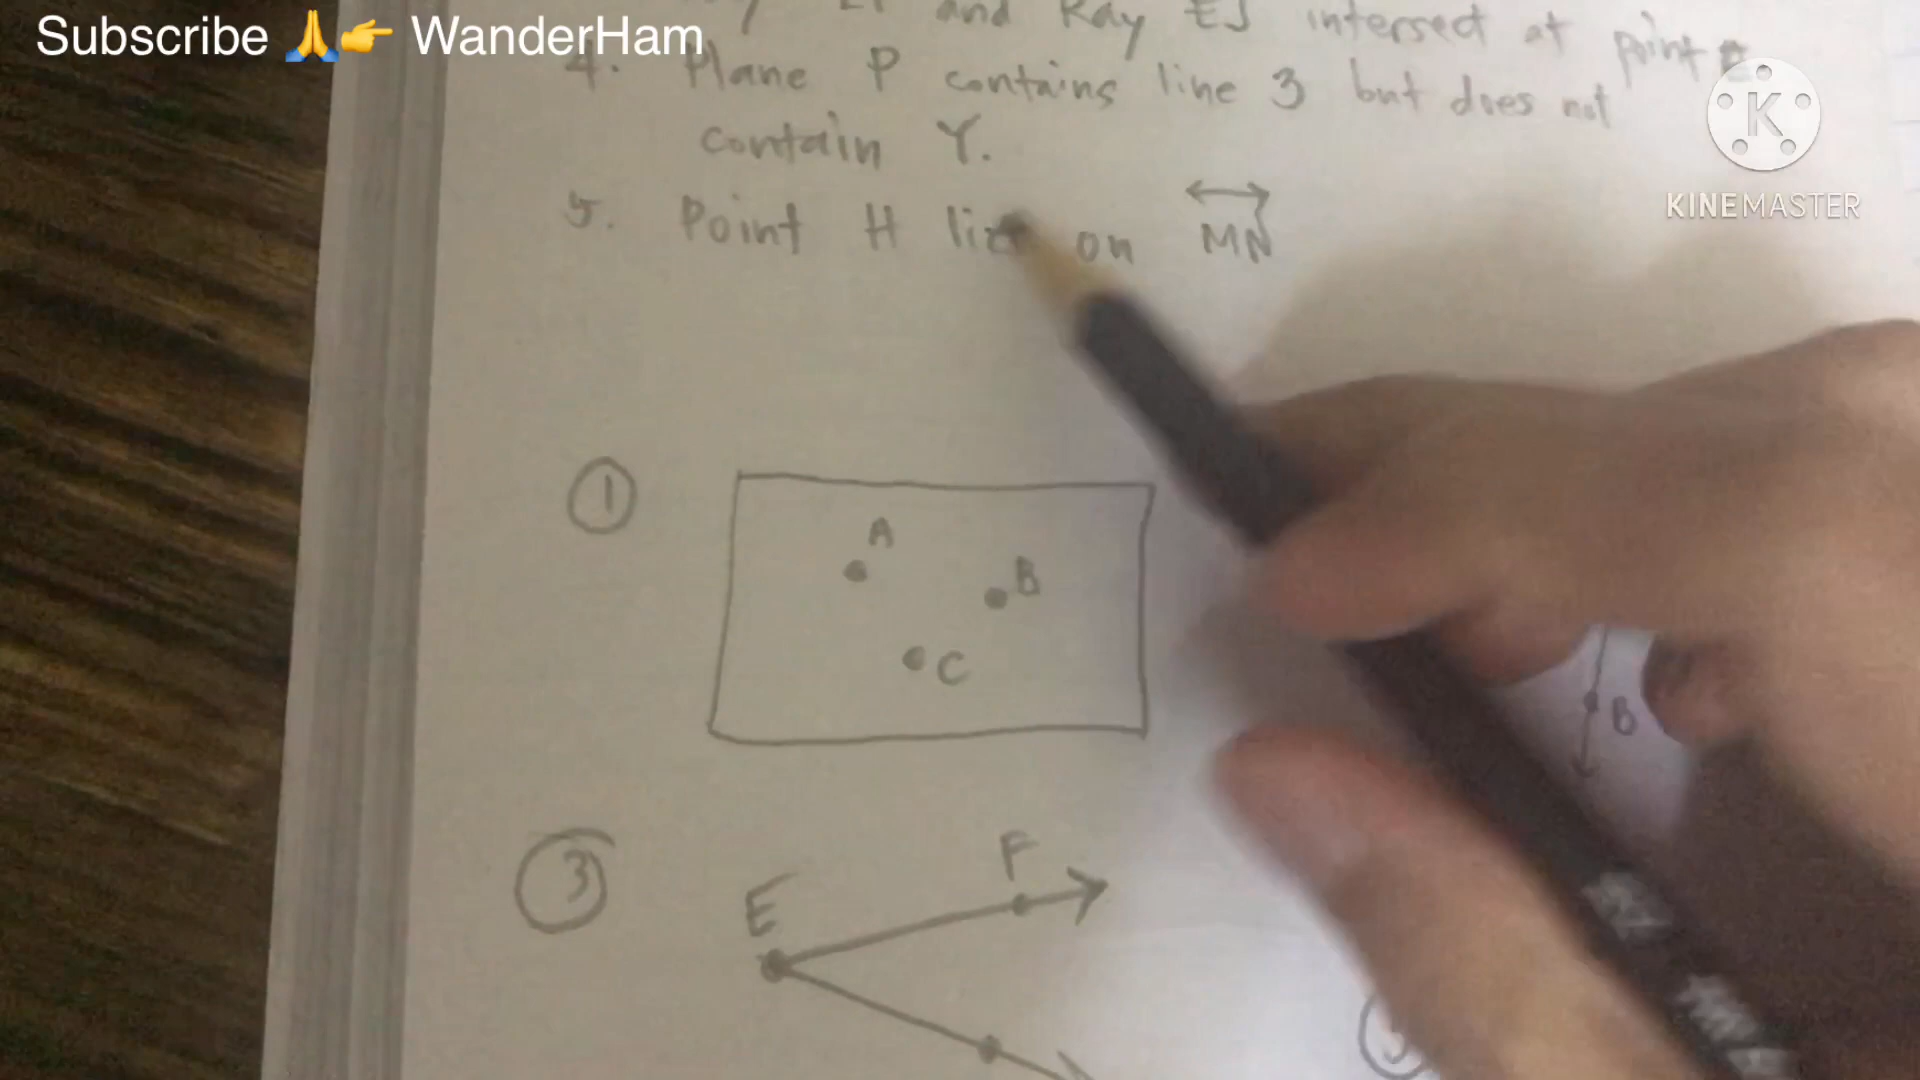 Subscribe 🙏👉 WanderHam
and Ray EJ intersect at point E
4. Plane P contains line 3 but does not
contain Y.
K
KINEMASTER
5. Point H lies on MN
1
A
B
C
B
3
F
E
5